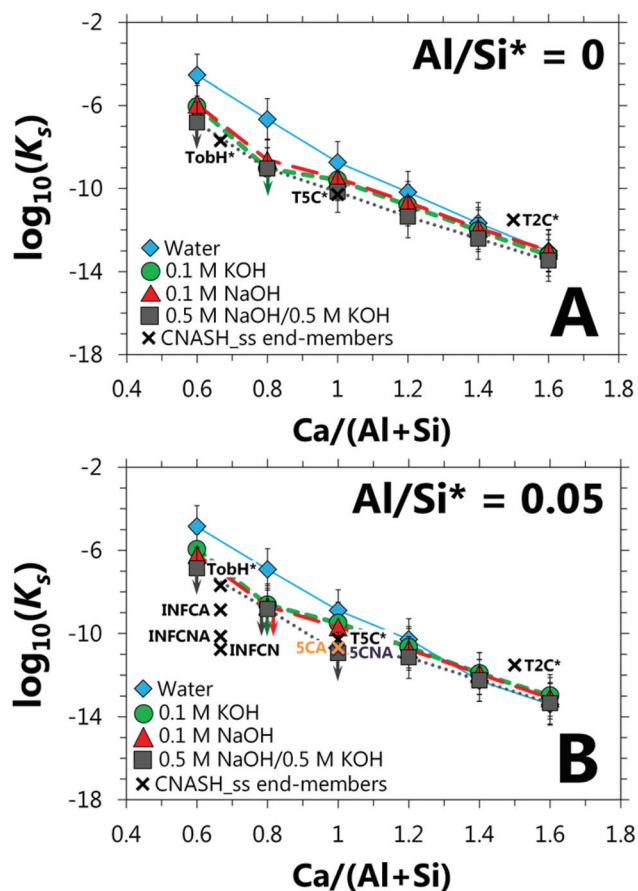 Al/Si* = 0
log10(Ks)
-2
-6
-10
-14
-18
TobH*
T5C*
T2C*
Water
0.1 M KOH
0.1 M NaOH
0.5 M NaOH/0.5 M KOH
CNASH_ss end-members
A
0.4 0.6 0.8 1 1.2 1.4 1.6 1.8
Ca/(Al+Si)
Al/Si* = 0.05
log10(Ks)
-2
-6
-10
-14
-18
TobH*
INFCA
INFCNA
INFCN
5CA
T5C*
5CNA
T2C*
Water
0.1 M KOH
0.1 M NaOH
0.5 M NaOH/0.5 M KOH
CNASH_ss end-members
B
0.4 0.6 0.8 1 1.2 1.4 1.6 1.8
Ca/(Al+Si)